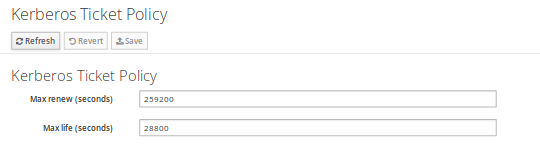 Kerberos Ticket Policy
Refresh Revert Save
Kerberos Ticket Policy
Max renew (seconds) 259200
Max life (seconds) 28800